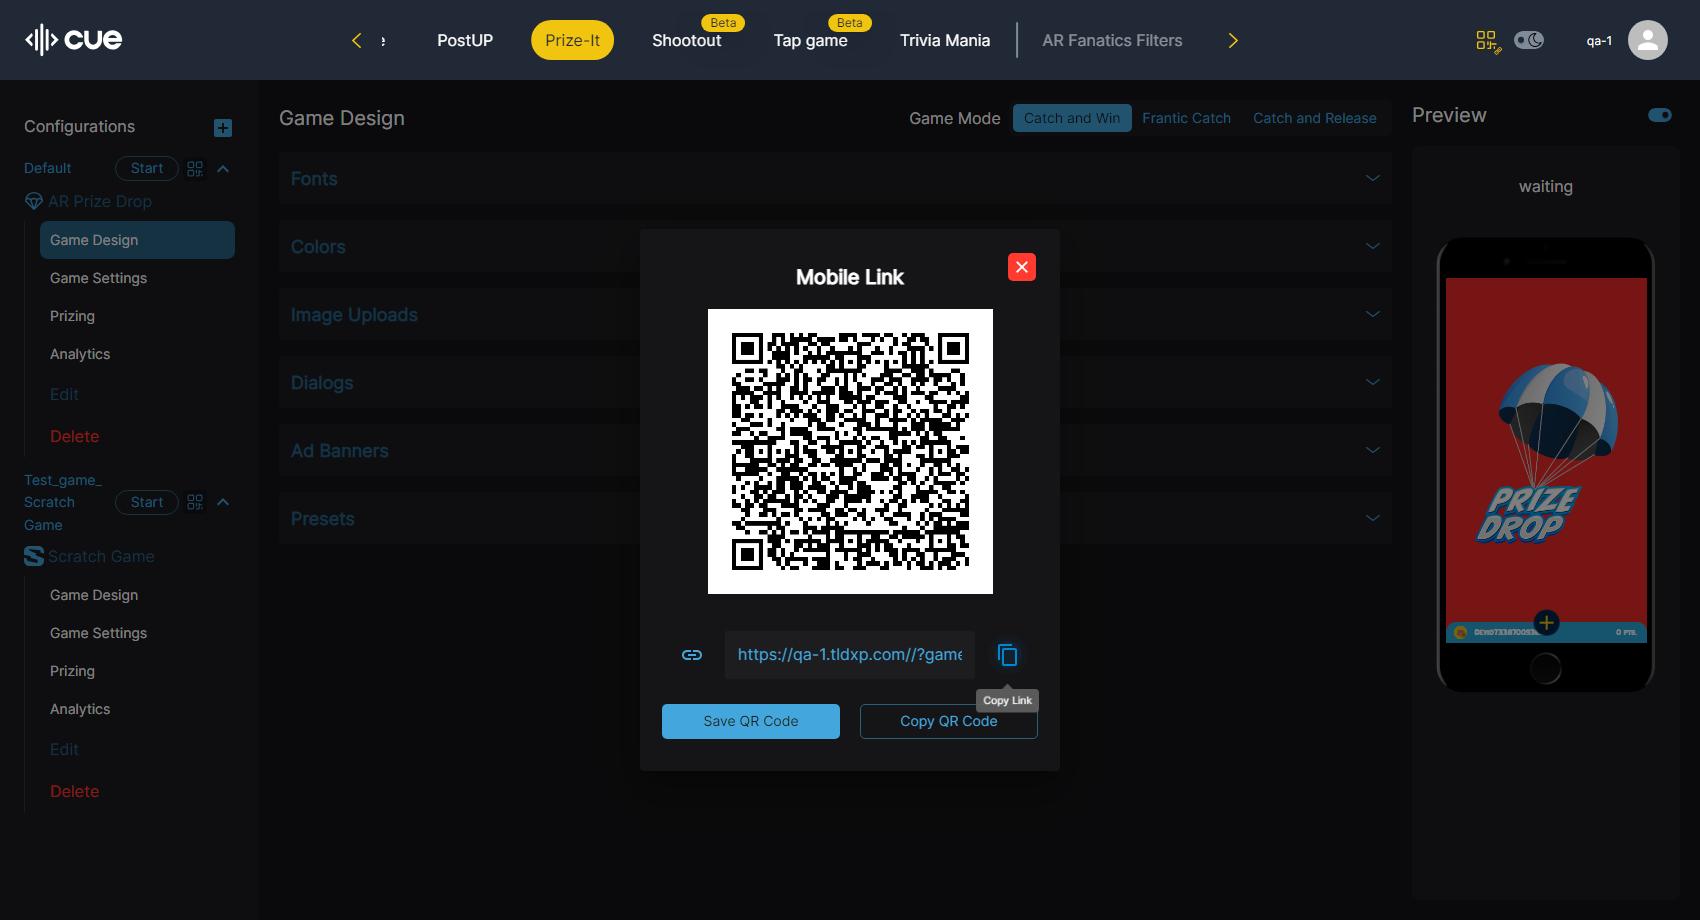 cue
PostUP
Prize-It
Beta
Shootout
Beta
Tap game
Trivia Mania
AR Fanatics Filters
qa-1
Configurations
Default
Start
AR Prize Drop
Game Design
Game Settings
Prizing
Analytics
Edit
Delete
Test_game_
Scratch
Game
Start
Scratch Game
Game Design
Game Settings
Prizing
Analytics
Edit
Delete
Game Design
Game Mode
Catch and Win
Frantic Catch
Catch and Release
Fonts
Colors
Image Uploads
Dialogs
Ad Banners
Presets
Mobile Link
https://qa-1.tldxp.com//?game
Copy Link
Save QR Code
Copy QR Code
Preview
waiting
PRIZE
DROP
0 PTS.